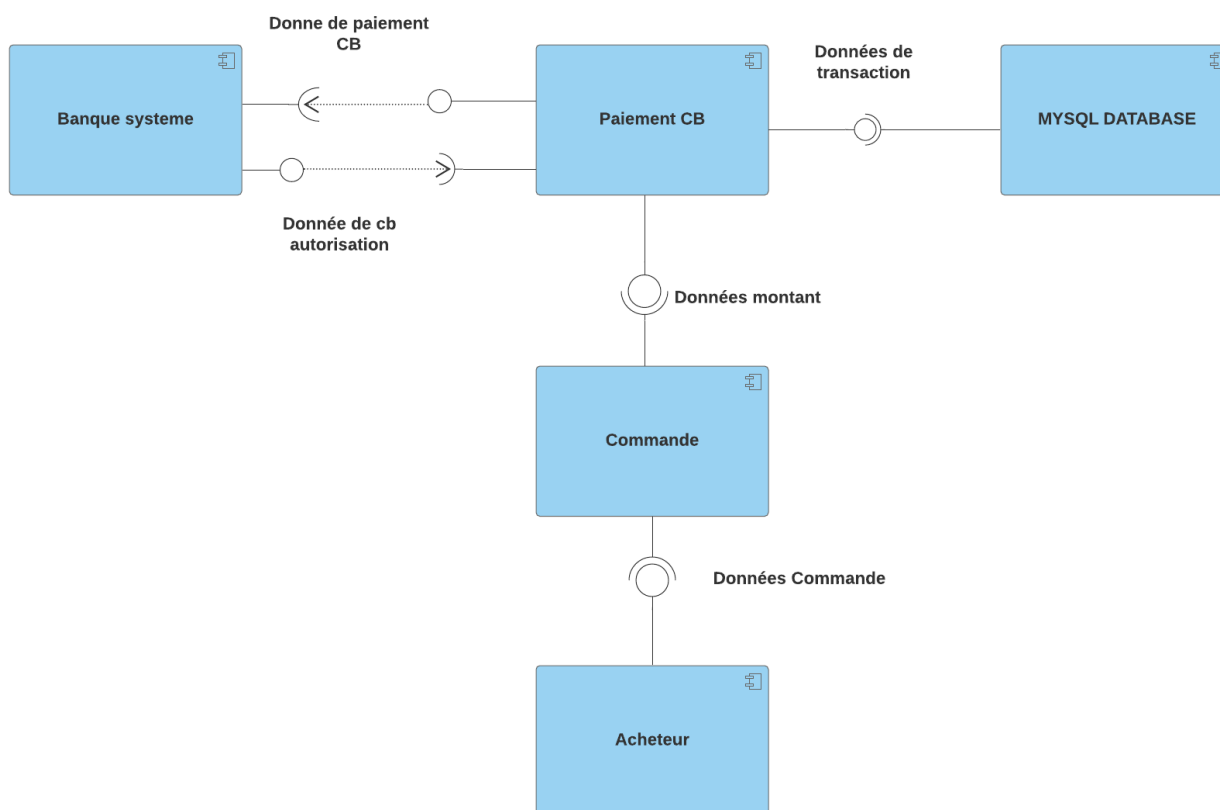 Donne de paiement
CB
Données de
transaction
Banque systeme
Paiement CB
MYSQL DATABASE
Donnée de cb
autorisation
Données montant
Commande
Données Commande
Acheteur